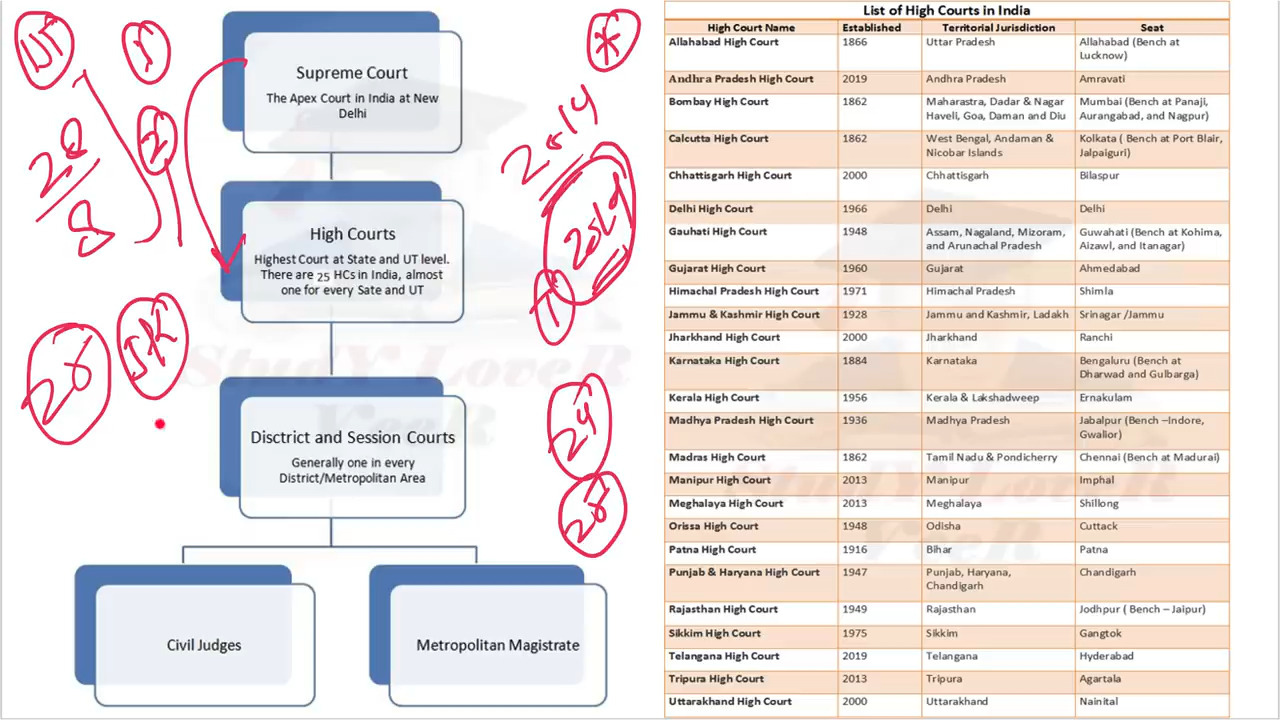 UT
28
8
2
2014
2019
T
25
J&K
24
25
Supreme Court
The Apex Court in India at New
Delhi
High Courts
Highest Court at State and UT level.
There are 25 HCs in India, almost
one for every Sate and UT
Disctrict and Session Courts
Generally one in every
District/Metropolitan Area
Civil Judges
Metropolitan Magistrate
StudY LoveR
VeeR
List of High Courts in India
High Court Name Established Territorial Jurisdiction Seat
Allahabad High Court 1866 Uttar Pradesh Allahabad (Bench at
Lucknow)
Andhra Pradesh High Court 2019 Andhra Pradesh Amravati
Bombay High Court 1862 Maharastra, Dadar & Nagar Mumbai (Bench at Panaji,
Haveli, Goa, Daman and Diu Aurangabad, and Nagpur)
Calcutta High Court 1862 West Bengal, Andaman & Kolkata ( Bench at Port Blair,
Nicobar Islands Jalpaiguri)
Chhattisgarh High Court 2000 Chhattisgarh Bilaspur
Delhi High Court 1966 Delhi Delhi
Gauhati High Court 1948 Assam, Nagaland, Mizoram, Guwahati (Bench at Kohima,
and Arunachal Pradesh Aizawl, and Itanagar)
Gujarat High Court 1960 Gujarat Ahmedabad
Himachal Pradesh High Court 1971 Himachal Pradesh Shimla
Jammu & Kashmir High Court 1928 Jammu and Kashmir, Ladakh Srinagar /Jammu
Jharkhand High Court 2000 Jharkhand Ranchi
Karnataka High Court 1884 Karnataka Bengaluru (Bench at
Dharwad and Gulbarga)
Kerala High Court 1956 Kerala & Lakshadweep Ernakulam
Madhya Pradesh High Court 1936 Madhya Pradesh Jabalpur (Bench –Indore,
Gwalior)
Madras High Court 1862 Tamil Nadu & Pondicherry Chennai (Bench at Madurai)
Manipur High Court 2013 Manipur Imphal
Meghalaya High Court 2013 Meghalaya Shillong
Orissa High Court 1948 Odisha Cuttack
Patna High Court 1916 Bihar Patna
Punjab & Haryana High Court 1947 Punjab, Haryana, Chandigarh
Chandigarh
Rajasthan High Court 1949 Rajasthan Jodhpur ( Bench – Jaipur)
Sikkim High Court 1975 Sikkim Gangtok
Telangana High Court 2019 Telangana Hyderabad
Tripura High Court 2013 Tripura Agartala
Uttarakhand High Court 2000 Uttarakhand Nainital